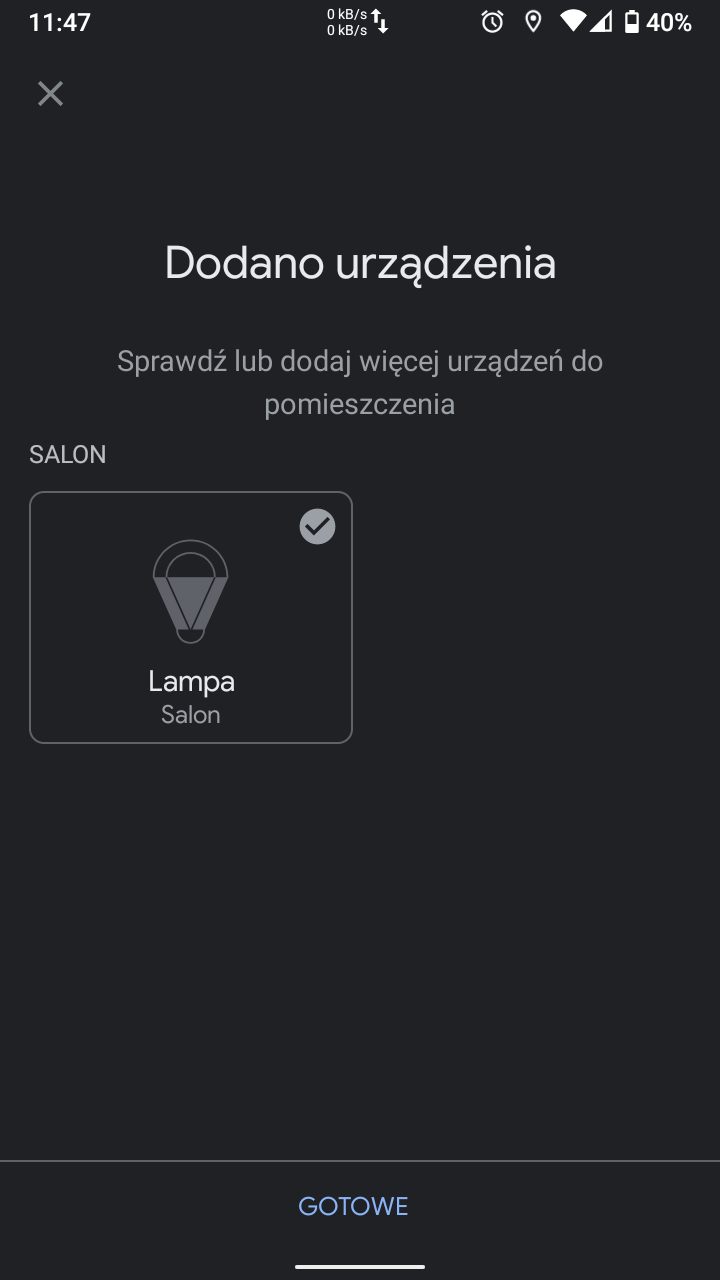 11:47
0 kB/s
0 kB/s
40%
Dodano urządzenia
Sprawdź lub dodaj więcej urządzeń do
pomieszczenia
SALON
Lampa
Salon
GOTOWE